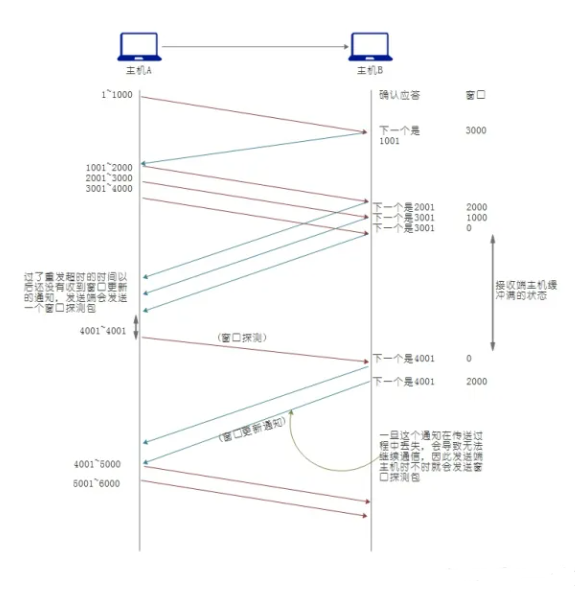 主机A
主机B
1~1000
确认应答
窗口
下一个是
1001
3000
1001~2000
2001~3000
3001~4000
下一个是2001
2000
下一个是3001
1000
下一个是3001
0
过了重发超时的时间以
后还没有收到窗口更新
的通知，发送端会发送
一个窗口探测包
接收端主机缓
冲满的状态
4001~4001
(窗口探测)
下一个是4001
0
下一个是4001
2000
(窗口更新通知)
一旦这个通知在传送过
程中丢失，会导致无法
继续通信，因此发送端
主机时不时就会发送窗
口探测包
4001~5000
5001~6000